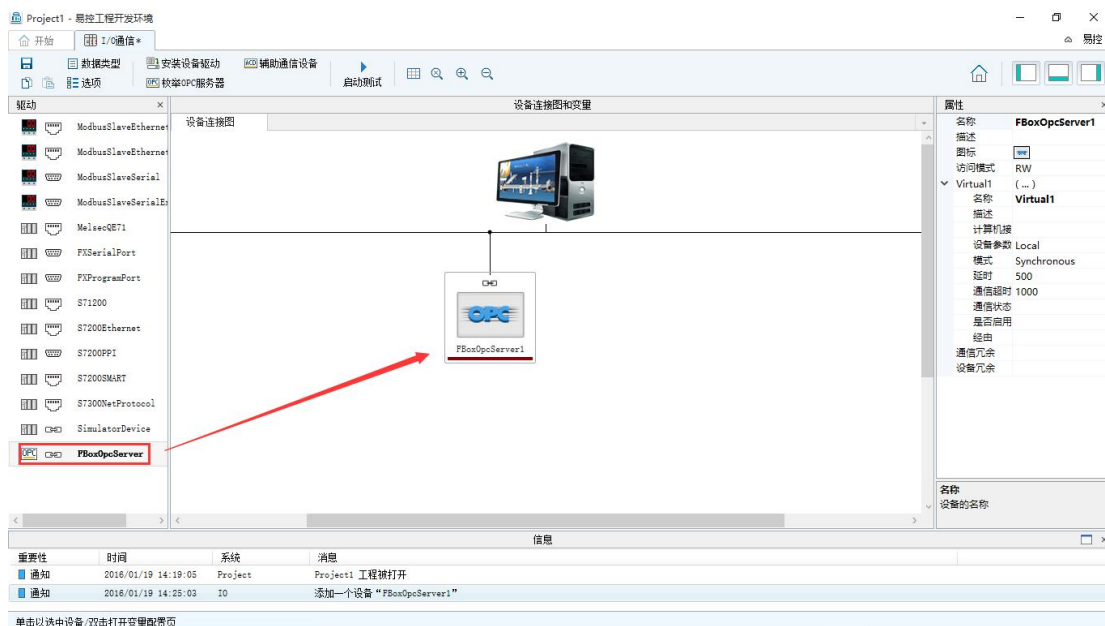 Project1 - 易控工程开发环境
开始
I/O通信*
易控
数据类型
安装设备驱动
ACD 辅助通信设备
选项
OPC 枚举OPC服务器
启动测试
驱动
设备连接图和变量
属性
设备连接图
ModbusSlaveEthernet
ModbusSlaveEthernet
ModbusSlaveSerial
ModbusSlaveSerialEx
MelsecQE71
FXSerialPort
FXProgramPort
S71200
S7200Ethernet
S7200PPI
S7200SMART
S7300NetProtocol
SimulatorDevice
OPC FBoxOpcServer
OPC
FBoxOpcServer1
名称 FBoxOpcServer1
描述
图标
访问模式 RW
Virtual1 (...)
名称 Virtual1
描述
计算机接
设备参数 Local
模式 Synchronous
延时 500
通信超时 1000
通信状态
是否启用
经由
通信冗余
设备冗余
名称
设备的名称
信息
重要性 时间 系统 消息
通知 2016/01/19 14:19:05 Project Project1 工程被打开
通知 2016/01/19 14:25:03 IO 添加一个设备“FBoxOpcServer1”
单击以选中设备/双击打开变量配置页